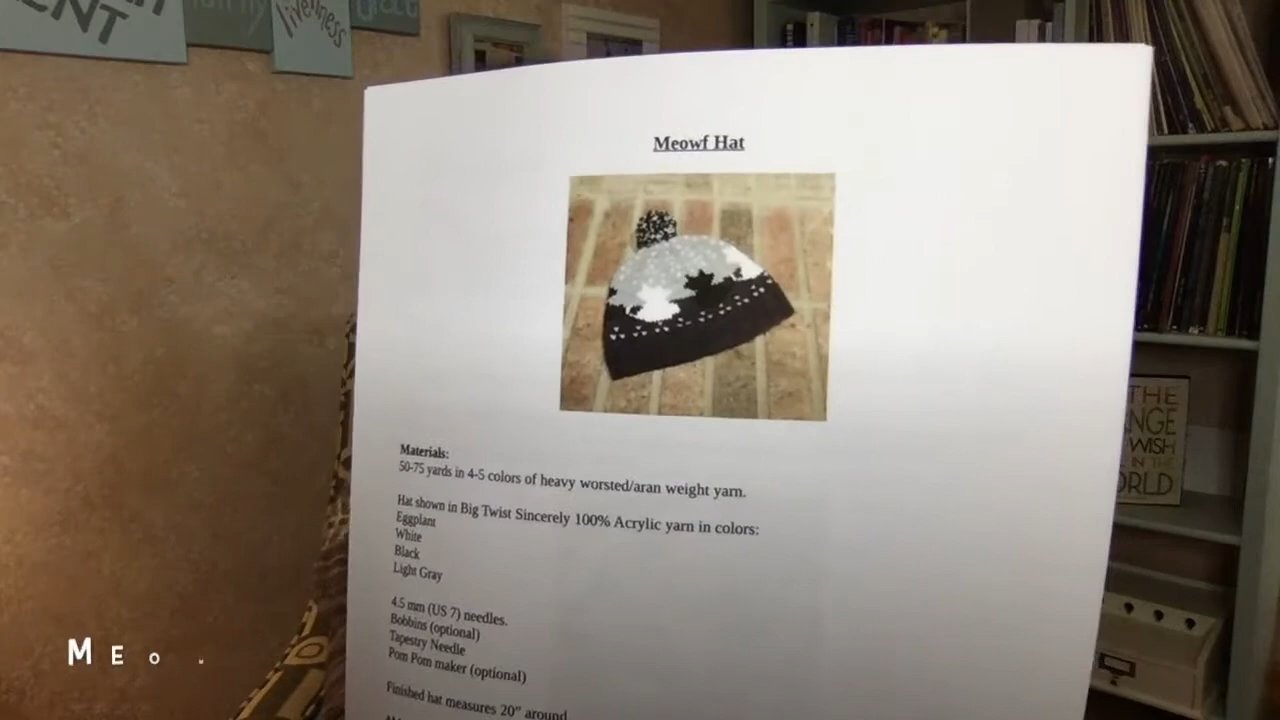 ENT
liveliness
Meowf Hat
Materials:
50-75 yards in 4-5 colors of heavy worsted/aran weight yarn.
Hat shown in Big Twist Sincerely 100% Acrylic yarn in colors:
Eggplant
White
Black
Light Gray
4.5 mm (US 7) needles.
Bobbins (optional)
Tapestry Needle
Pom Pom maker (optional)
Finished hat measures 20" around
THE
NGE
WISH
IN THE
ORLD
MEO